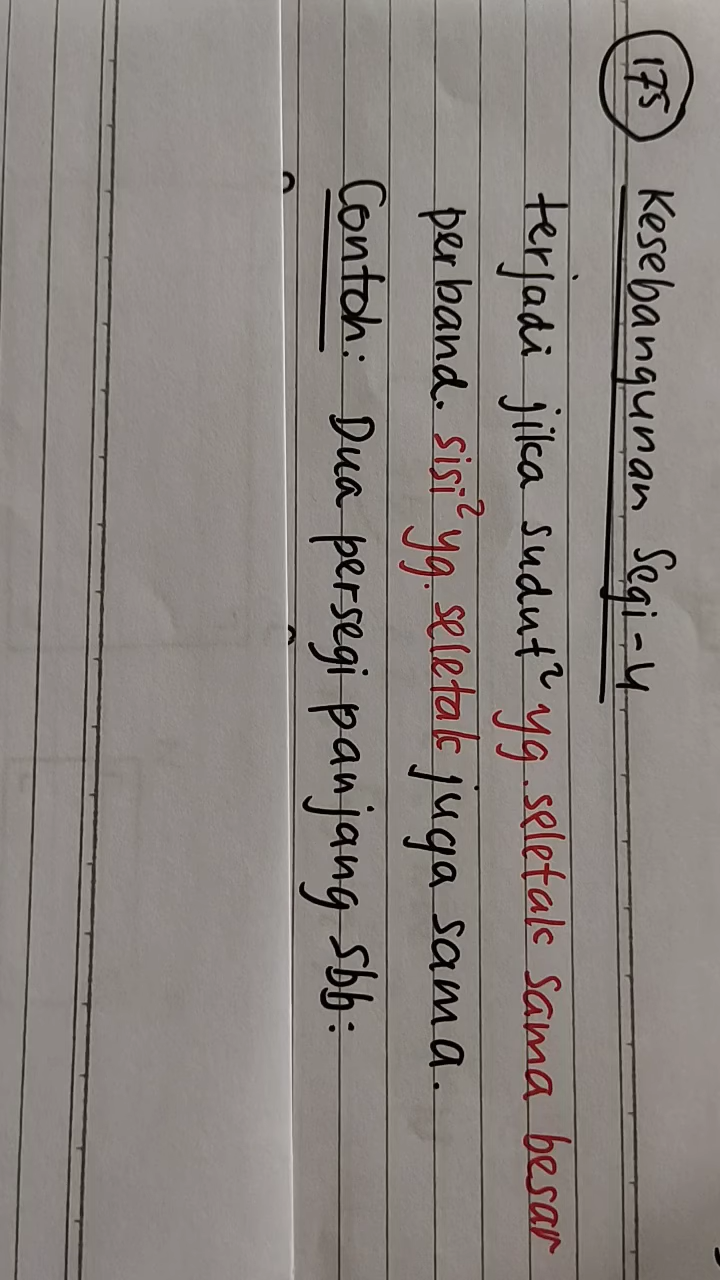 175 Kesebangunan Segi-4
terjadi jika sudut² yg. seletak sama besar
perband. sisi² yg. seletak juga sama.
Contoh: Dua persegi panjang sbb: